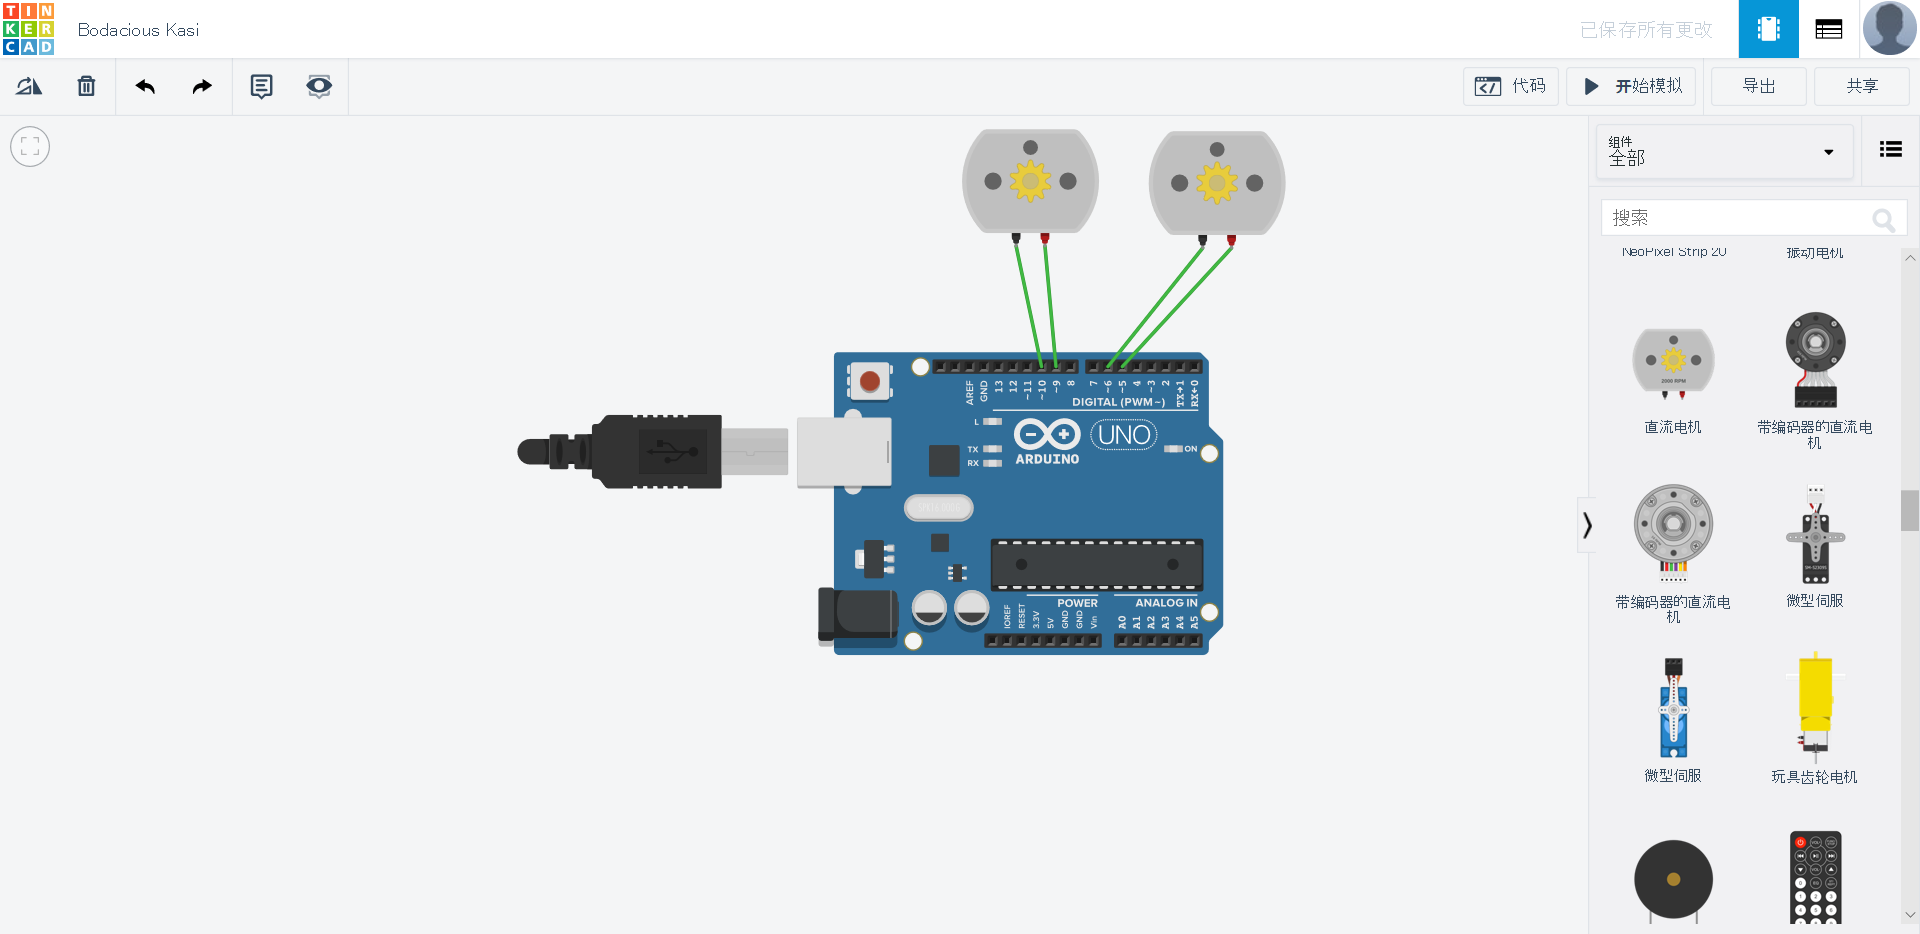 TINKERCAD
Bodacious Kasi
已保存所有更改
代码
开始模拟
导出
共享
组件
全部
搜索
NeoPixel Strip 20
振动电机
2000 RPM
直流电机
带编码器的直流电
机
带编码器的直流电
机
微型伺服
微型伺服
玩具齿轮电机
AREF
GND
13
12
~11
~10
~9
8
7
~6
~5
4
~3
2
TX→1
RX←0
DIGITAL (PWM~)
L
TX
RX
ARDUINO
UNO
ON
POWER
ANALOG IN
IOREF
RESET
3.3V
5V
GND
GND
Vin
A0
A1
A2
A3
A4
A5